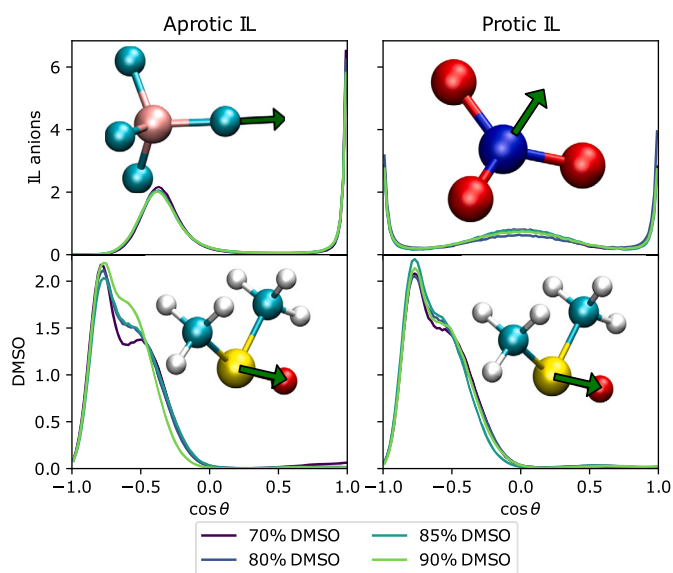 Aprotic IL Protic IL
IL anions
6
4
2
0
DMSO
2.0
1.5
1.0
0.5
0.0
−1.0 −0.5 0.0 0.5 1.0 −1.0 −0.5 0.0 0.5 1.0
cos θ cos θ
70% DMSO 85% DMSO
80% DMSO 90% DMSO